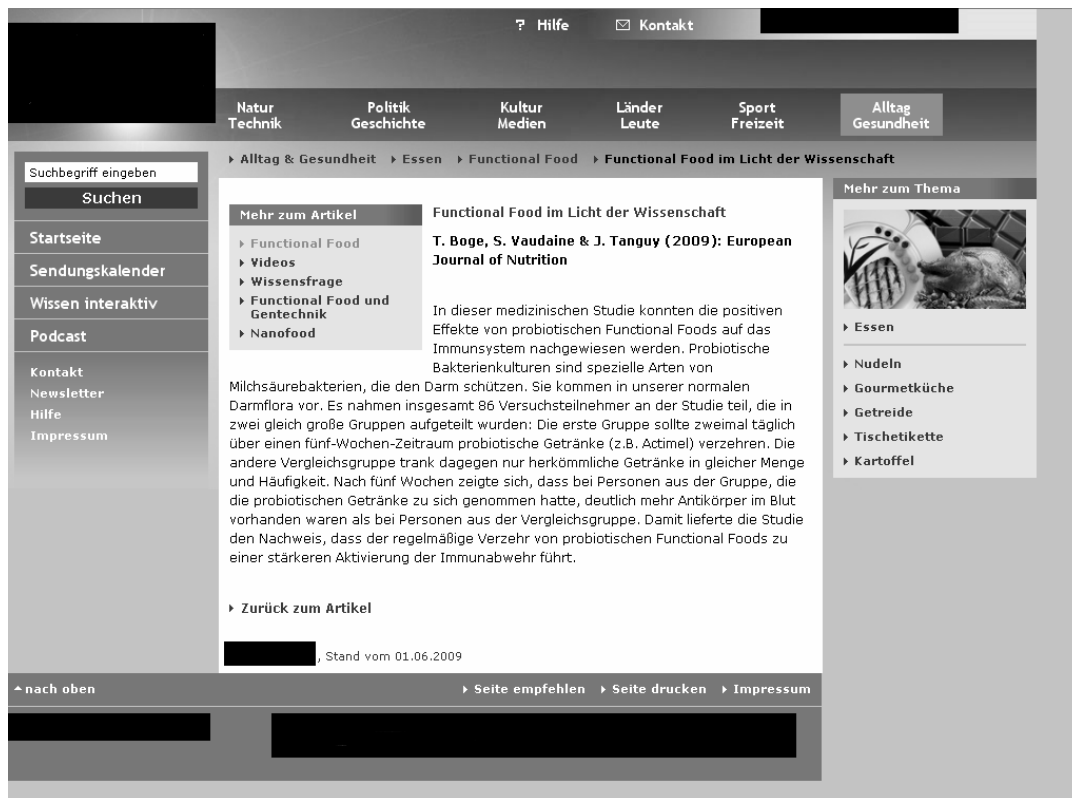 ? Hilfe
Kontakt
Natur
Technik
Politik
Geschichte
Kultur
Medien
Länder
Leute
Sport
Freizeit
Alltag
Gesundheit
Suchbegriff eingeben
Suchen
Startseite
Sendungskalender
Wissen interaktiv
Podcast
Kontakt
Newsletter
Hilfe
Impressum
Alltag & Gesundheit Essen Functional Food Functional Food im Licht der Wissenschaft
Mehr zum Artikel
Functional Food
Videos
Wissensfrage
Functional Food und
Gentechnik
Nanofood
Functional Food im Licht der Wissenschaft
T. Boge, S. Vaudaine & J. Tanguy (2009): European
Journal of Nutrition
In dieser medizinischen Studie konnten die positiven
Effekte von probiotischen Functional Foods auf das
Immunsystem nachgewiesen werden. Probiotische
Bakterienkulturen sind spezielle Arten von
Milchsäurebakterien, die den Darm schützen. Sie kommen in unserer normalen
Darmflora vor. Es nahmen insgesamt 86 Versuchsteilnehmer an der Studie teil, die in
zwei gleich große Gruppen aufgeteilt wurden: Die erste Gruppe sollte zweimal täglich
über einen fünf-Wochen-Zeitraum probiotische Getränke (z.B. Actimel) verzehren. Die
andere Vergleichsgruppe trank dagegen nur herkömmliche Getränke in gleicher Menge
und Häufigkeit. Nach fünf Wochen zeigte sich, dass bei Personen aus der Gruppe, die
die probiotischen Getränke zu sich genommen hatte, deutlich mehr Antikörper im Blut
vorhanden waren als bei Personen aus der Vergleichsgruppe. Damit lieferte die Studie
den Nachweis, dass der regelmäßige Verzehr von probiotischen Functional Foods zu
einer stärkeren Aktivierung der Immunabwehr führt.
Zurück zum Artikel
, Stand vom 01.06.2009
Mehr zum Thema
Essen
Nudeln
Gourmetküche
Getreide
Tischetikette
Kartoffel
nach oben
Seite empfehlen Seite drucken Impressum